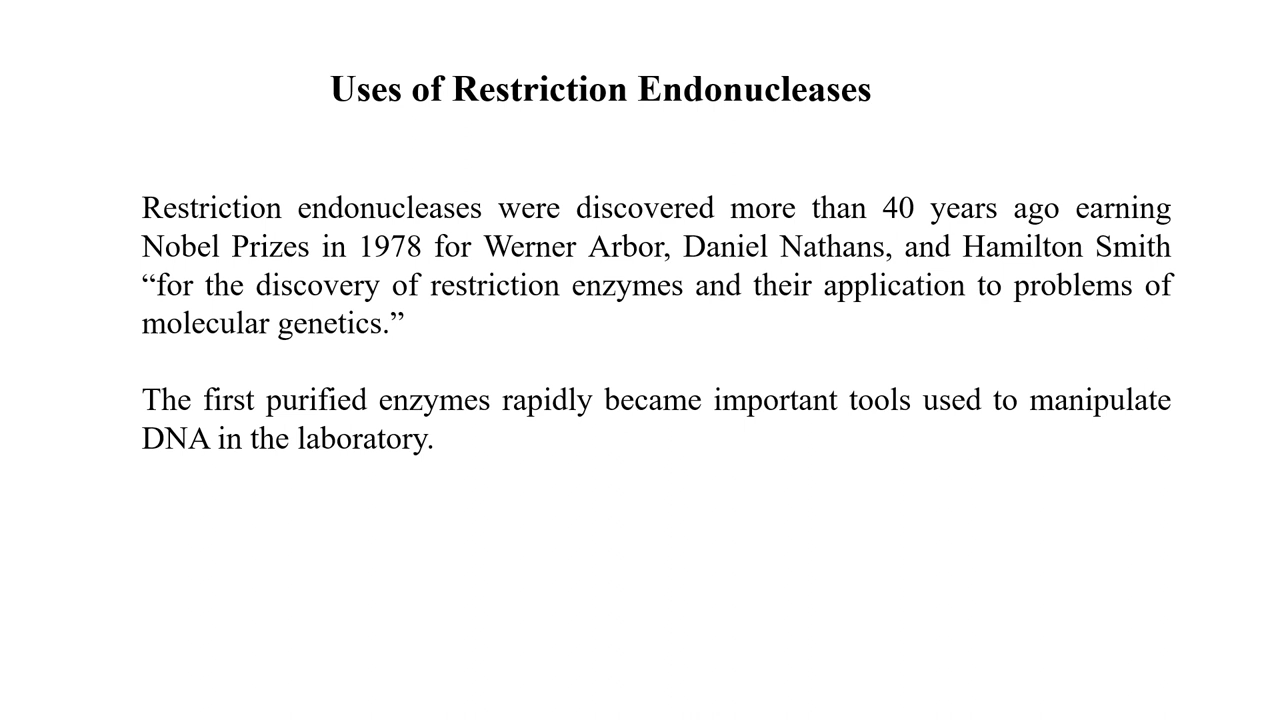 Uses of Restriction Endonucleases
Restriction endonucleases were discovered more than 40 years ago earning
Nobel Prizes in 1978 for Werner Arbor, Daniel Nathans, and Hamilton Smith
“for the discovery of restriction enzymes and their application to problems of
molecular genetics.”
The first purified enzymes rapidly became important tools used to manipulate
DNA in the laboratory.